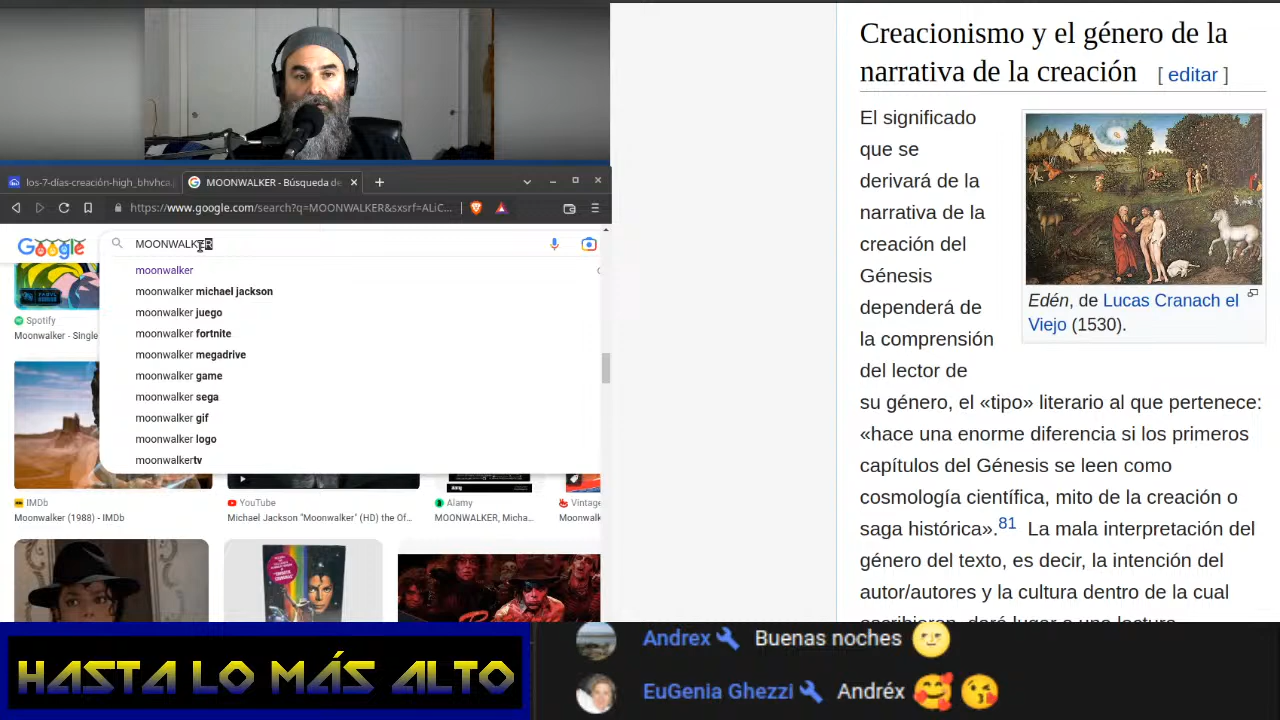 los-7-días-creación-high_bhvhca.j
MOONWALKER - Búsqueda de
https://www.google.com/search?q=MOONWALKER&sxsrf=ALiC...
Google
MOONWALKER
moonwalker
moonwalker michael jackson
moonwalker juego
moonwalker fortnite
moonwalker megadrive
moonwalker game
moonwalker sega
moonwalker gif
moonwalker logo
moonwalkertv
Spotify
Moonwalker - Single
IMDb
Moonwalker (1988) - IMDb
YouTube
Michael Jackson "Moonwalker" (HD) the Of...
Alamy
MOONWALKER, Micha...
Vintage
Moonwalk
Creacionismo y el género de la
narrativa de la creación [ editar ]
El significado
que se
derivará de la
narrativa de la
creación del
Génesis
dependerá de
la comprensión
del lector de
su género, el «tipo» literario al que pertenece:
«hace una enorme diferencia si los primeros
capítulos del Génesis se leen como
cosmología científica, mito de la creación o
saga histórica».81 La mala interpretación del
género del texto, es decir, la intención del
autor/autores y la cultura dentro de la cual
Edén, de Lucas Cranach el
Viejo (1530).
HASTA LO MÁS ALTO
Andrex Buenas noches
EuGenia Ghezzi Andréx